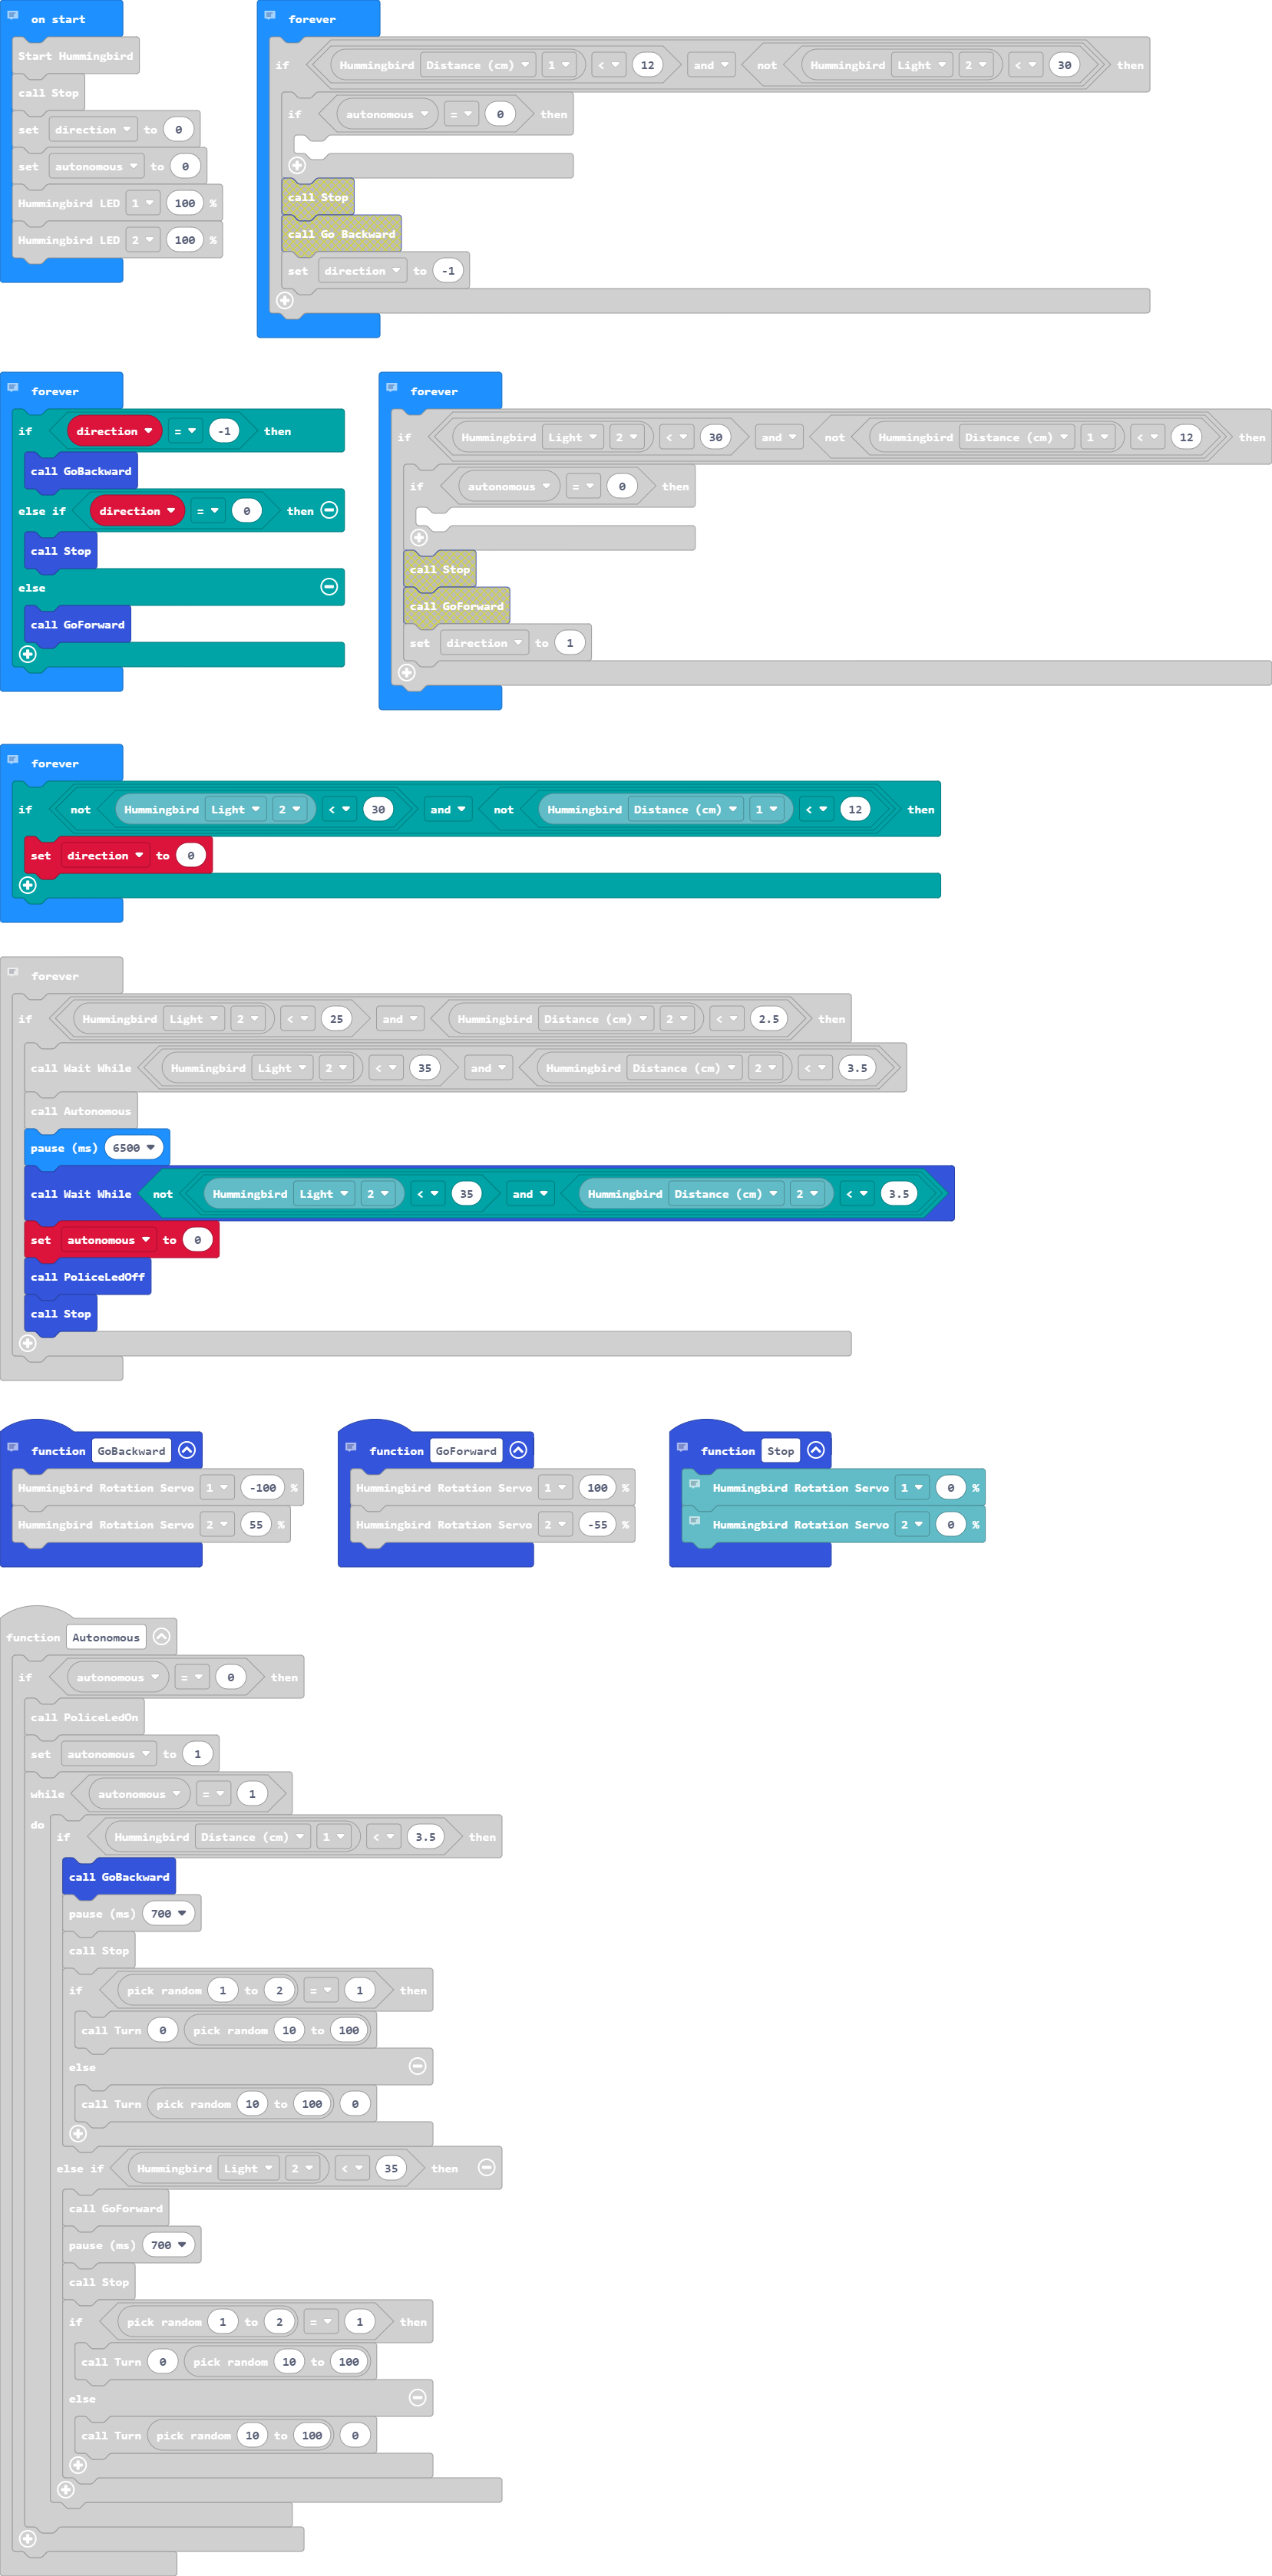 on start
Start Hummingbird
call Stop
set direction to 0
set autonomous to 0
Hummingbird LED 1 100 %
Hummingbird LED 2 100 %
forever
if Hummingbird Distance (cm) 1 < 12 and not Hummingbird Light 2 < 30 then
if autonomous = 0 then
call Stop
call Go Backward
set direction to -1
forever
if direction = -1 then
call GoBackward
else if direction = 0 then
call Stop
else
call GoForward
forever
if Hummingbird Light 2 < 30 and not Hummingbird Distance (cm) 1 < 12 then
if autonomous = 0 then
call Stop
call GoForward
set direction to 1
forever
if not Hummingbird Light 2 < 30 and not Hummingbird Distance (cm) 1 < 12 then
set direction to 0
forever
if Hummingbird Light 2 < 25 and Hummingbird Distance (cm) 2 < 2.5 then
call Wait While Hummingbird Light 2 < 35 and Hummingbird Distance (cm) 2 < 3.5
call Autonomous
pause (ms) 6500
call Wait While not Hummingbird Light 2 < 35 and Hummingbird Distance (cm) 2 < 3.5
set autonomous to 0
call PoliceLedOff
call Stop
function GoBackward
Hummingbird Rotation Servo 1 -100 %
Hummingbird Rotation Servo 2 55 %
function GoForward
Hummingbird Rotation Servo 1 100 %
Hummingbird Rotation Servo 2 -55 %
function Stop
Hummingbird Rotation Servo 1 0 %
Hummingbird Rotation Servo 2 0 %
function Autonomous
if autonomous = 0 then
call PoliceLedOn
set autonomous to 1
while autonomous = 1
do if Hummingbird Distance (cm) 1 < 3.5 then
call GoBackward
pause (ms) 700
call Stop
if pick random 1 to 2 = 1 then
call Turn 0 pick random 10 to 100
else
call Turn pick random 10 to 100 0
else if Hummingbird Light 2 < 35 then
call GoForward
pause (ms) 700
call Stop
if pick random 1 to 2 = 1 then
call Turn 0 pick random 10 to 100
else
call Turn pick random 10 to 100 0